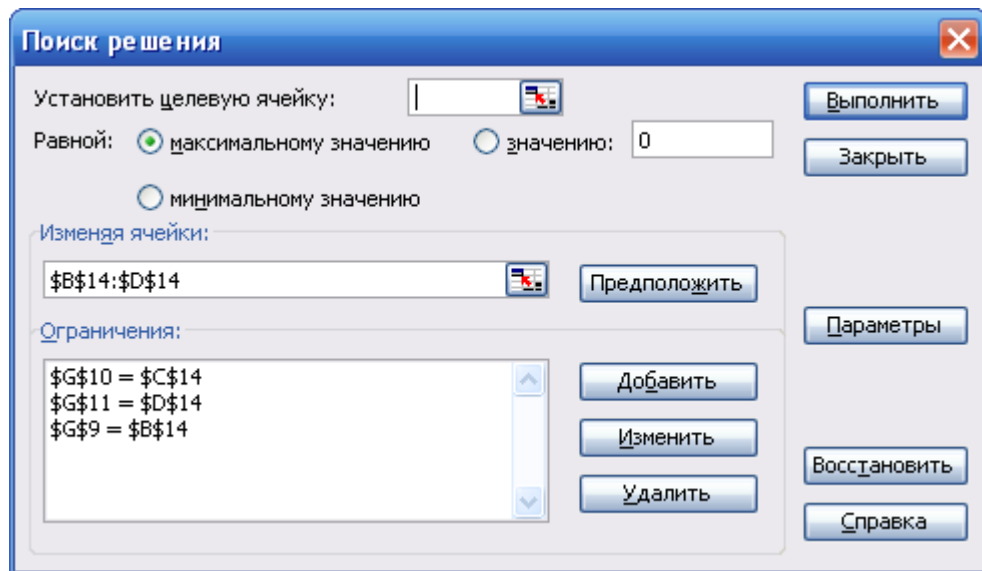 Поиск решения
Установить целевую ячейку:
Равной: максимальному значению значению: 0
минимальному значению
Изменяя ячейки:
$B$14:$D$14
Предположить
Ограничения:
$G$10 = $C$14
$G$11 = $D$14
$G$9 = $B$14
Добавить
Изменить
Удалить
Выполнить
Закрыть
Параметры
Восстановить
Справка